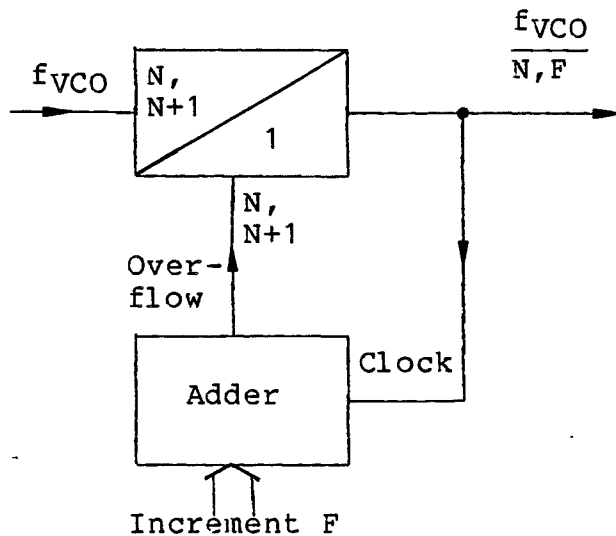 fVCO
N,
N+1
1
fVCO
N,F
N,
N+1
Over-
flow
Clock
Adder
Increment F